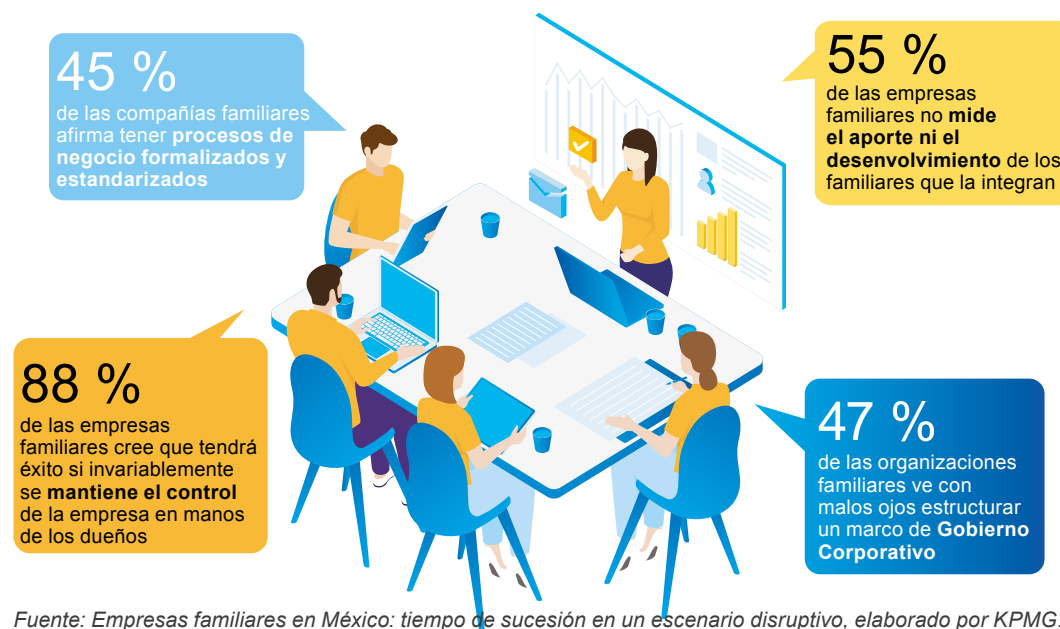 45 %
de las compañías familiares
afirma tener procesos de
negocio formalizados y
estandarizados
55 %
de las empresas
familiares no mide
el aporte ni el
desenvolvimiento de los
familiares que la integran
88 %
de las empresas
familiares cree que tendrá
éxito si invariablemente
se mantiene el control
de la empresa en manos
de los dueños
47 %
de las organizaciones
familiares ve con
malos ojos estructurar
un marco de Gobierno
Corporativo
Fuente: Empresas familiares en México: tiempo de sucesión en un escenario disruptivo, elaborado por KPMG.